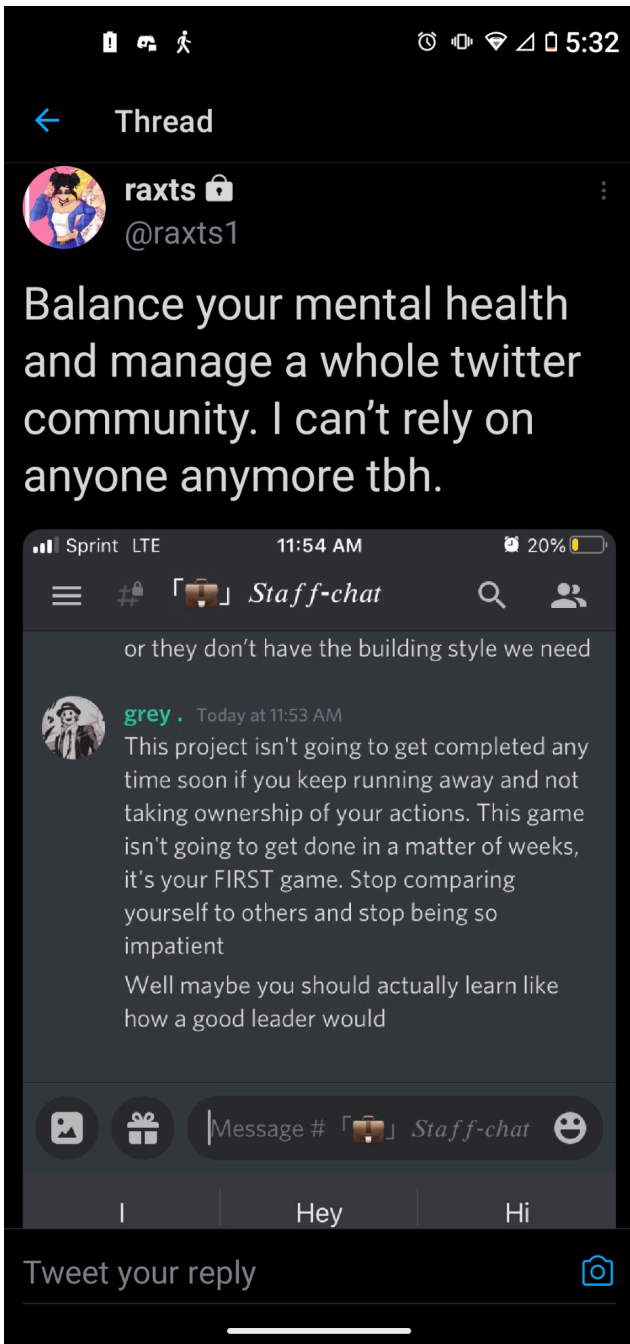 5:32
Thread
raxts
@raxts1
Balance your mental health
and manage a whole twitter
community. I can’t rely on
anyone anymore tbh.
Sprint LTE 11:54 AM 20%
# 「💼」 Staff-chat
or they don’t have the building style we need
grey . Today at 11:53 AM
This project isn't going to get completed any
time soon if you keep running away and not
taking ownership of your actions. This game
isn't going to get done in a matter of weeks,
it's your FIRST game. Stop comparing
yourself to others and stop being so
impatient
Well maybe you should actually learn like
how a good leader would
Message # 「💼」 Staff-chat
I Hey Hi
Tweet your reply